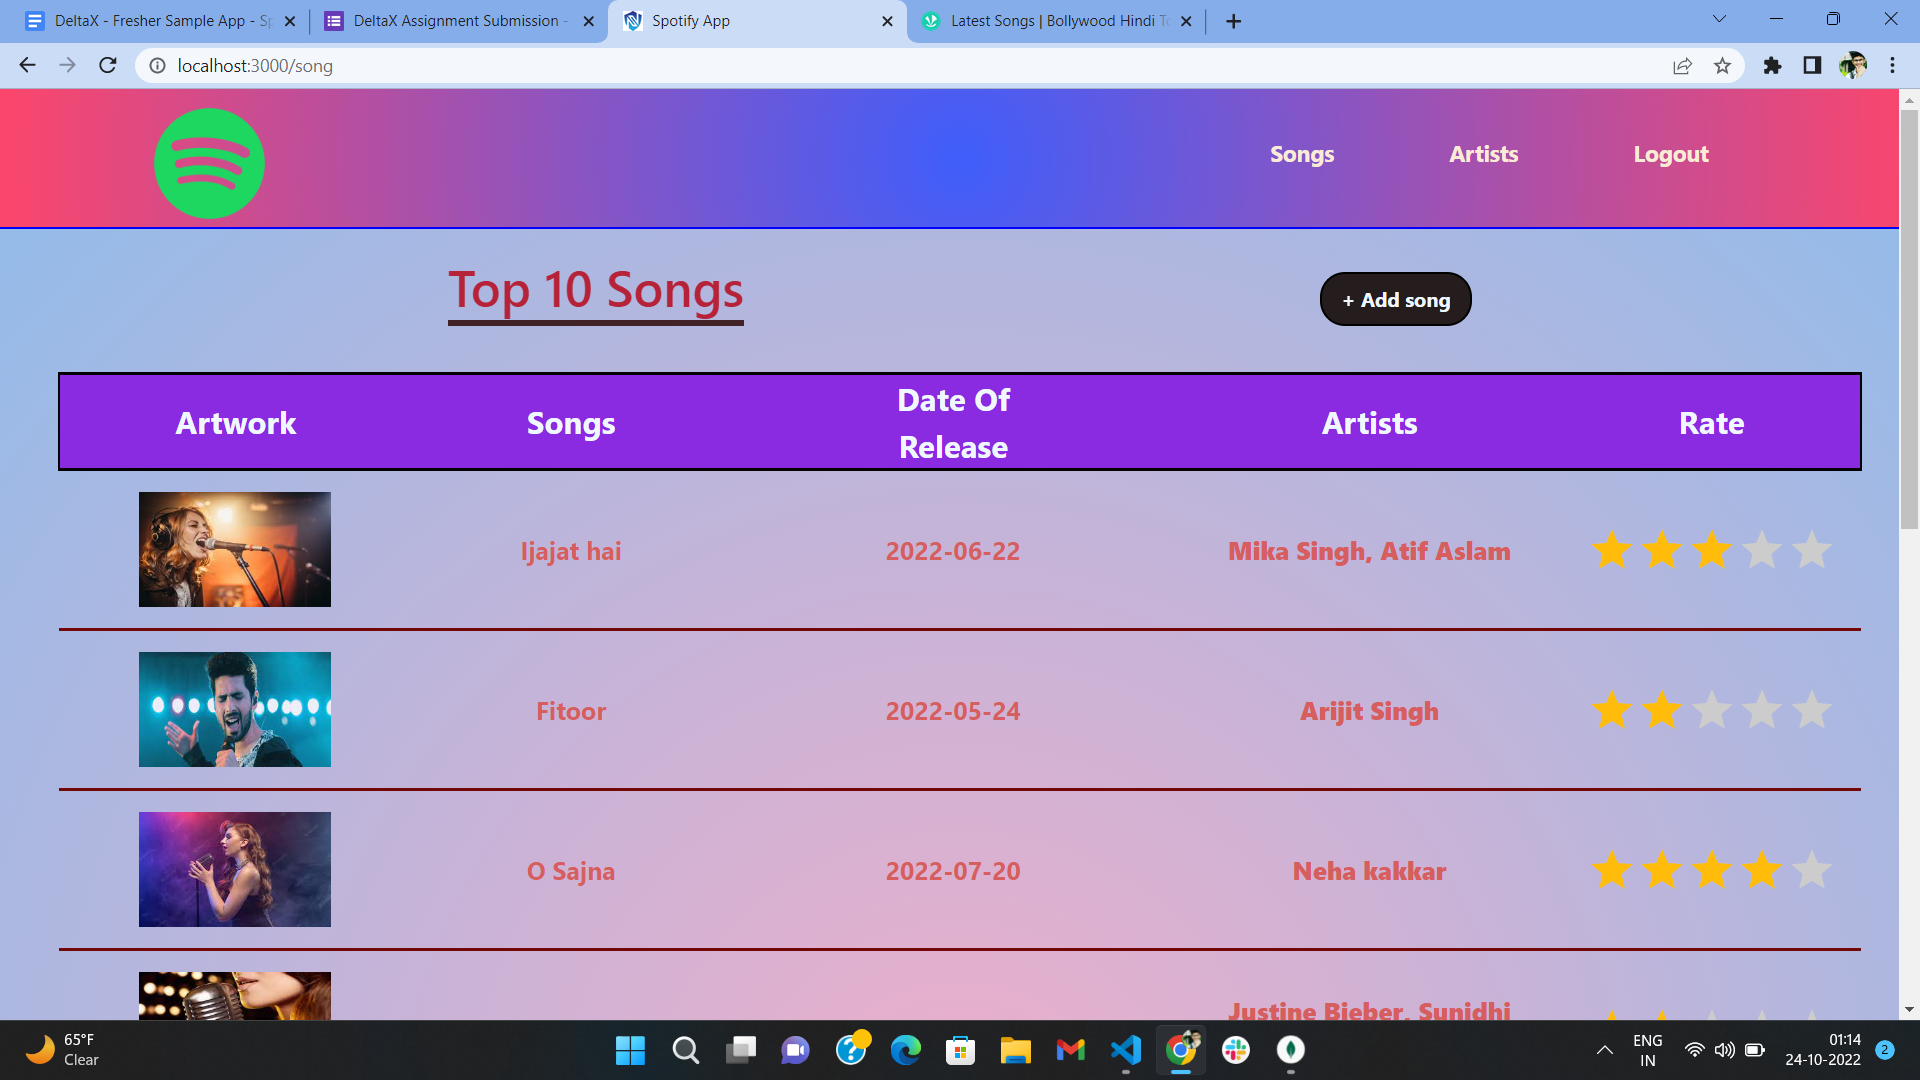 DeltaX - Fresher Sample App - Sp
DeltaX Assignment Submission -
Spotify App
Latest Songs | Bollywood Hindi To
localhost:3000/song
Songs
Artists
Logout
Top 10 Songs
+ Add song
Artwork
Songs
Date Of
Release
Artists
Rate
Ijajat hai
2022-06-22
Mika Singh, Atif Aslam
Fitoor
2022-05-24
Arijit Singh
O Sajna
2022-07-20
Neha kakkar
Justine Bieber, Sunidhi
65°F
Clear
ENG
IN
01:14
24-10-2022
2